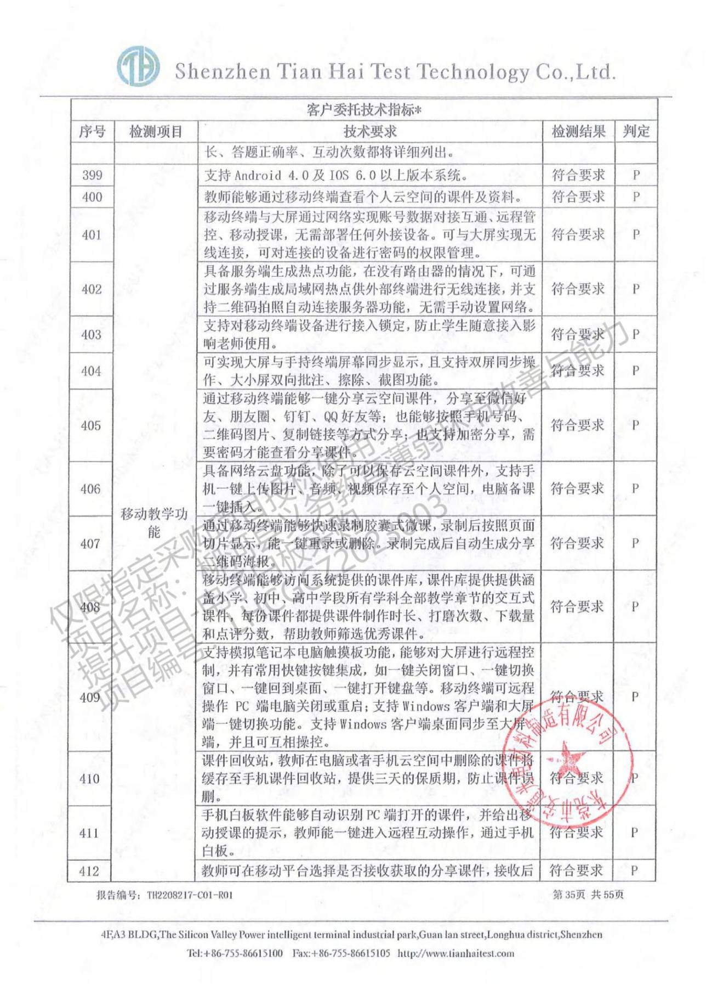 Shenzhen Tian Hai Test Technology Co.,Ltd.
客户委托技术指标*
序号 检测项目 技术要求 检测结果 判定
长、答题正确率、互动次数都将详细列出。
399 支持 Android 4.0 及 IOS 6.0 以上版本系统。 符合要求 P
400 教师能够通过移动终端查看个人云空间的课件及资料。 符合要求 P
移动终端与大屏通过网络实现账号数据对接互通、远程管
401 控、移动授课，无需部署任何外接设备。可与大屏实现无 符合要求 P
线连接，可对连接的设备进行密码的权限管理。
具备服务端生成热点功能，在没有路由器的情况下，可通
402 过服务端生成局域网热点供外部终端进行无线连接，并支 符合要求 P
持二维码拍照自动连接服务器功能，无需手动设置网络。
403 支持对移动终端设备进行接入锁定，防止学生随意接入影 符合要求 P
响老师使用。
404 可实现大屏与手持终端屏幕同步显示，且支持双屏同步操 符合要求 P
作、大小屏双向批注、擦除、截图功能。
通过移动终端能够一键分享云空间课件，分享至微信好
405 友、朋友圈、钉钉、QQ 好友等；也能够按照手机号码、 符合要求 P
二维码图片、复制链接等方式分享；也支持加密分享，需
要密码才能查看分享课件。
具备网络云盘功能，除了可以保存云空间课件外，支持手
406 机一键上传图片、音频、视频保存至个人空间，电脑备课 符合要求 P
一键插入。
移动教学功
能
通过移动终端能够快速录制胶囊式微课，录制后按照页面
407 切片显示，能一键重录或删除。录制完成后自动生成分享 符合要求 P
二维码海报。
移动终端能够访问系统提供的课件库，课件库提供提供涵
408 盖小学、初中、高中学段所有学科全部教学章节的交互式 符合要求 P
课件，每份课件都提供课件制作时长、打磨次数、下载量
和点评分数，帮助教师筛选优秀课件。
支持模拟笔记本电脑触摸板功能，能够对大屏进行远程控
制，并有常用快键按键集成，如一键关闭窗口、一键切换
窗口、一键回到桌面、一键打开键盘等。移动终端可远程
409 操作 PC 端电脑关闭或重启；支持 Windows 客户端和大屏 符合要求 P
端一键切换功能。支持 Windows 客户端桌面同步至大屏
端，并且可互相操控。
课件回收站，教师在电脑或者手机云空间中删除的课件将
410 缓存至手机课件回收站，提供三天的保质期，防止课件误 符合要求 P
删。
手机白板软件能够自动识别 PC 端打开的课件，并给出移
411 动授课的提示，教师能一键进入远程互动操作，通过手机 符合要求 P
白板。
412 教师可在移动平台选择是否接收获取的分享课件，接收后 符合要求 P
仅限指定采购项目投标使用：
项目名称：
义务教育薄弱环节改善与能力
提升项目-电子白板采购
项目编号：
2023003
东莞市
光电材料制造有限公司
报告编号：TH2208217-C01-R01 第35页 共55页
4F,A3 BLDG,The Silicon Valley Power intelligent terminal industrial park,Guan lan street,Longhua district,Shenzhen
Tel:+86-755-86615100 Fax:+86-755-86615105 http://www.tianhaitest.com